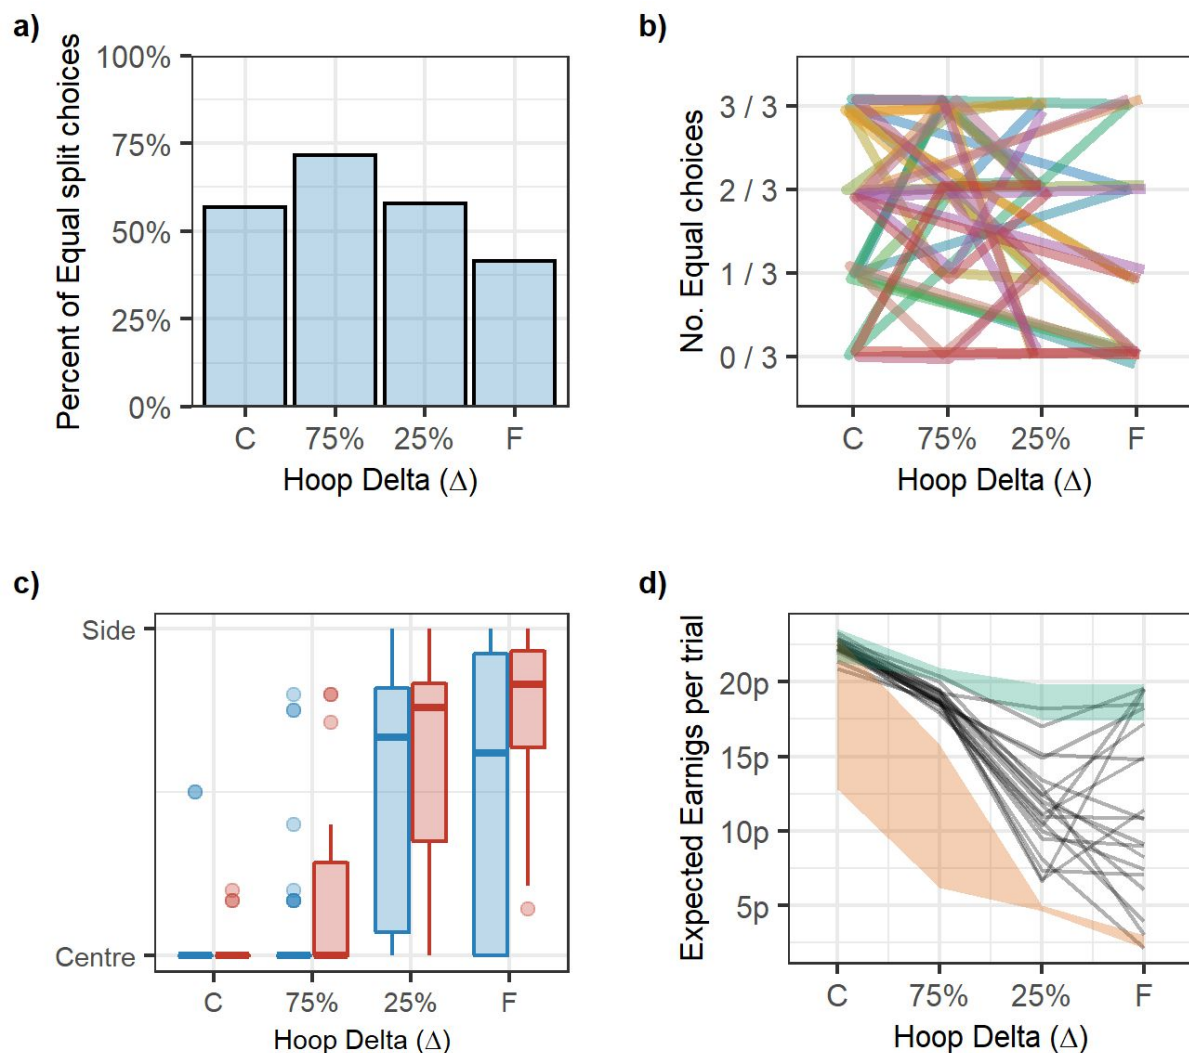 a)
Percent of Equal split choices
100%
75%
50%
25%
0%
C 75% 25% F
Hoop Delta (Δ)
b)
No. Equal choices
3 / 3
2 / 3
1 / 3
0 / 3
C 75% 25% F
Hoop Delta (Δ)
c)
Side
Centre
C 75% 25% F
Hoop Delta (Δ)
d)
Expected Earnigs per trial
20p
15p
10p
5p
C 75% 25% F
Hoop Delta (Δ)